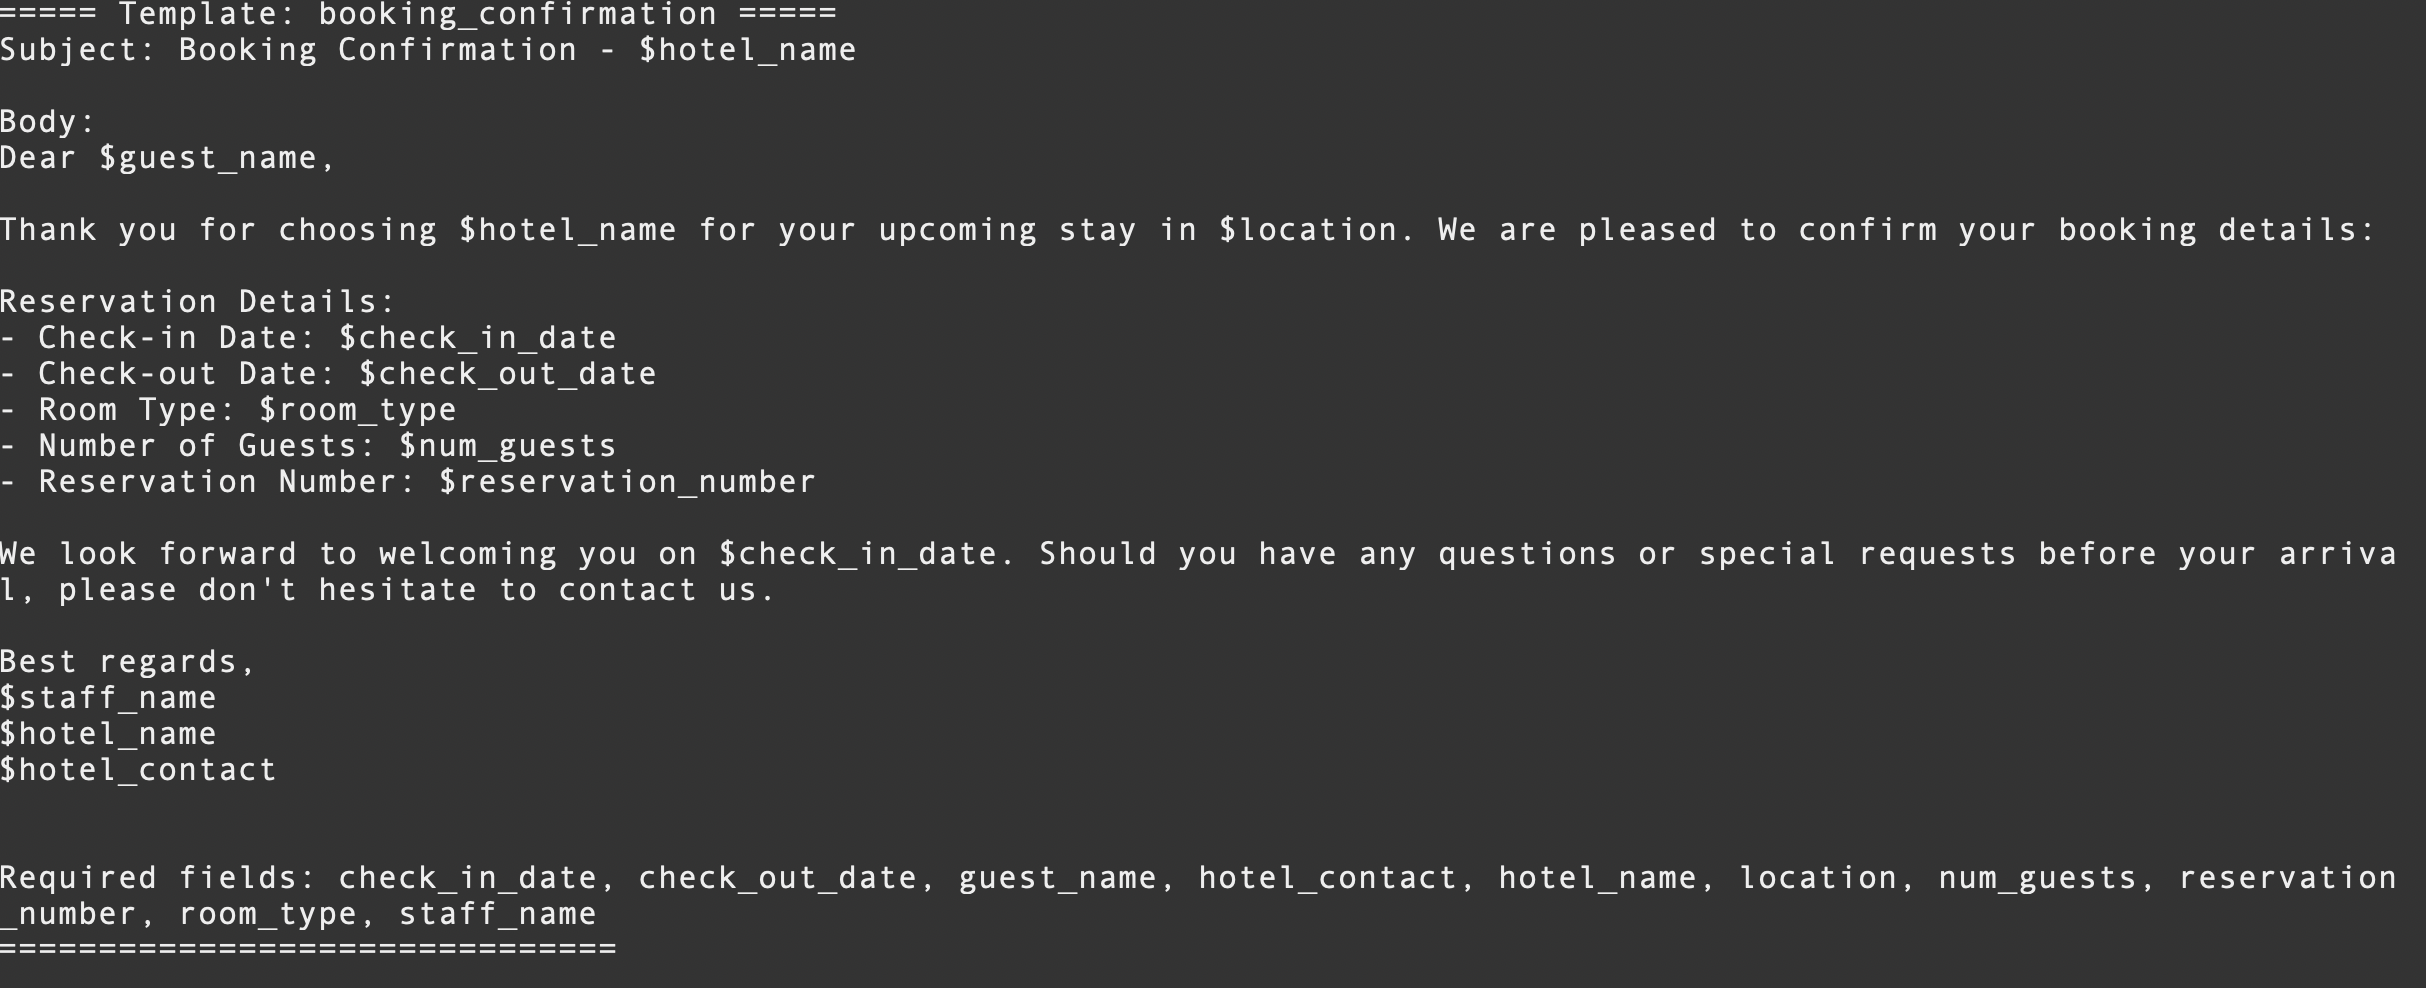 ===== Template: booking_confirmation =====
Subject: Booking Confirmation - $hotel_name
Body:
Dear $guest_name,
Thank you for choosing $hotel_name for your upcoming stay in $location. We are pleased to confirm your booking details:
Reservation Details:
- Check-in Date: $check_in_date
- Check-out Date: $check_out_date
- Room Type: $room_type
- Number of Guests: $num_guests
- Reservation Number: $reservation_number
We look forward to welcoming you on $check_in_date. Should you have any questions or special requests before your arriva
l, please don't hesitate to contact us.
Best regards,
$staff_name
$hotel_name
$hotel_contact
Required fields: check_in_date, check_out_date, guest_name, hotel_contact, hotel_name, location, num_guests, reservation
_number, room_type, staff_name
===============================